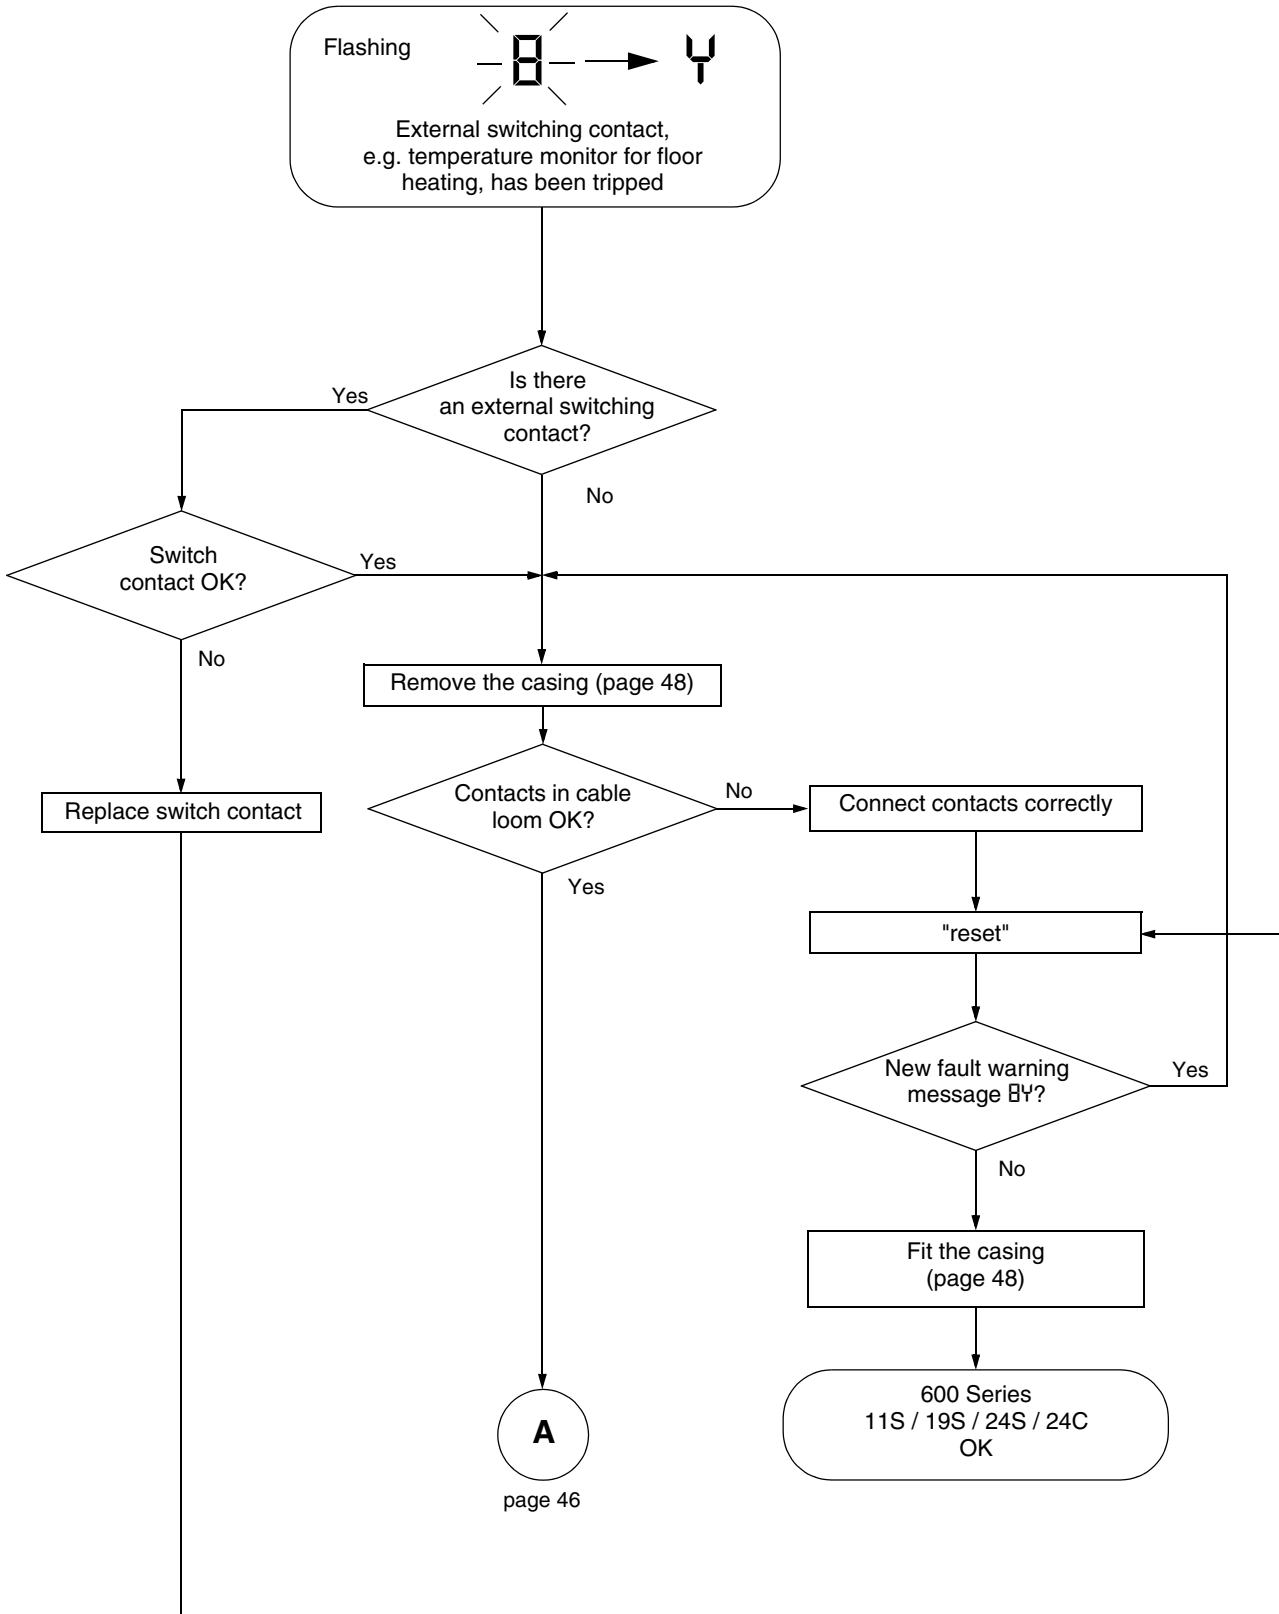 Flashing
8 Y
External switching contact,
e.g. temperature monitor for floor
heating, has been tripped
Is there
an external switching
contact?
Yes
No
Switch
contact OK?
Yes
No
Remove the casing (page 48)
Replace switch contact
Contacts in cable
loom OK?
No
Yes
Connect contacts correctly
"reset"
New fault warning
message 8Y?
Yes
No
Fit the casing
(page 48)
600 Series
11S / 19S / 24S / 24C
OK
A
page 46